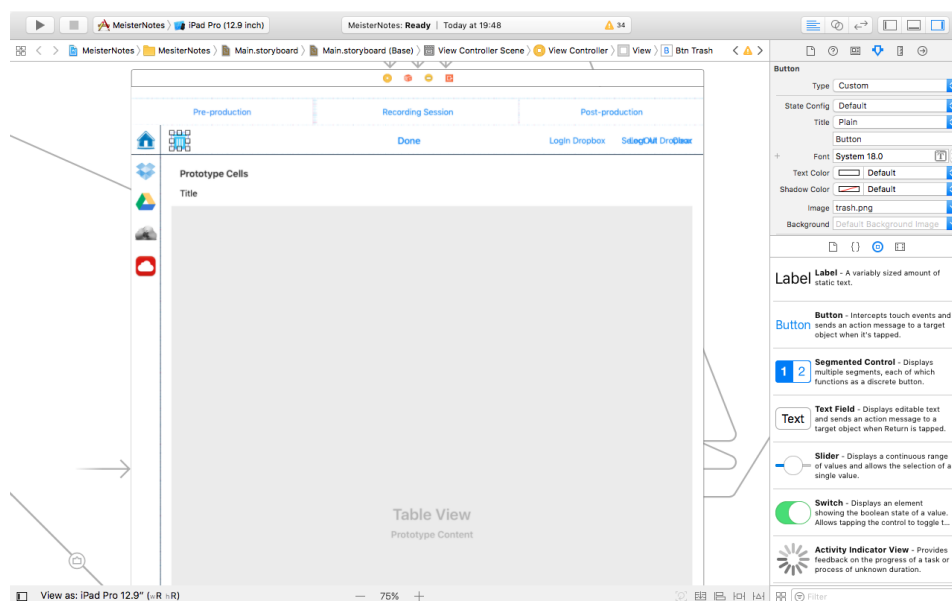 MeisterNotes iPad Pro (12.9 inch) MeisterNotes: Ready | Today at 19:48 34
MeisterNotes MesiterNotes Main.storyboard Main.storyboard (Base) View Controller Scene View Controller View B Btn Trash
Pre-production Recording Session Post-production
Done LogIn Dropbox
Prototype Cells
Title
Table View
Prototype Content
View as: iPad Pro 12.9" (wR hR) 75%
Button
Type Custom
State Config Default
Title Plain
Button
Font System 18.0 T
Text Color Default
Shadow Color Default
Image trash.png
Background Default Background Image
Label Label - A variably sized amount of
static text.
Button Button - Intercepts touch events and
sends an action message to a target
object when it's tapped.
1 2 Segmented Control - Displays
multiple segments, each of which
functions as a discrete button.
Text Text Field - Displays editable text
and sends an action message to a
target object when Return is tapped.
Slider - Displays a continuous range
of values and allows the selection of a
single value.
Switch - Displays an element
showing the boolean state of a value.
Allows tapping the control to toggle t...
Activity Indicator View - Provides
feedback on the progress of a task or
process of unknown duration.
Filter